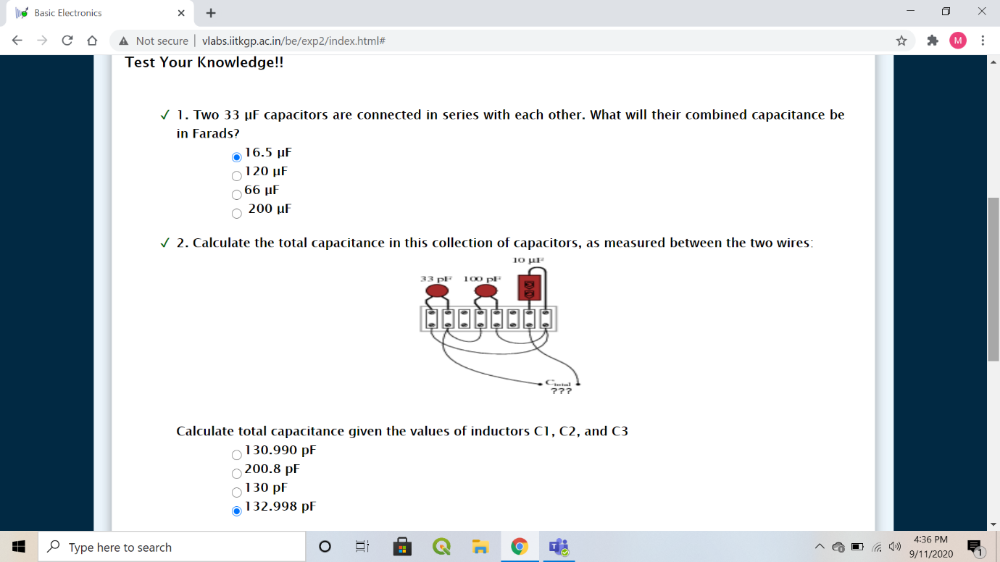 Basic Electronics
Not secure | vlabs.iitkgp.ac.in/be/exp2/index.html#
M
Test Your Knowledge!!
✓ 1. Two 33 µF capacitors are connected in series with each other. What will their combined capacitance be
in Farads?
16.5 µF
120 µF
66 µF
200 µF
✓ 2. Calculate the total capacitance in this collection of capacitors, as measured between the two wires:
10 µF
33 pF 100 pF
Ctotal
???
Calculate total capacitance given the values of inductors C1, C2, and C3
130.990 pF
200.8 pF
130 pF
132.998 pF
Type here to search
4:36 PM
9/11/2020
1